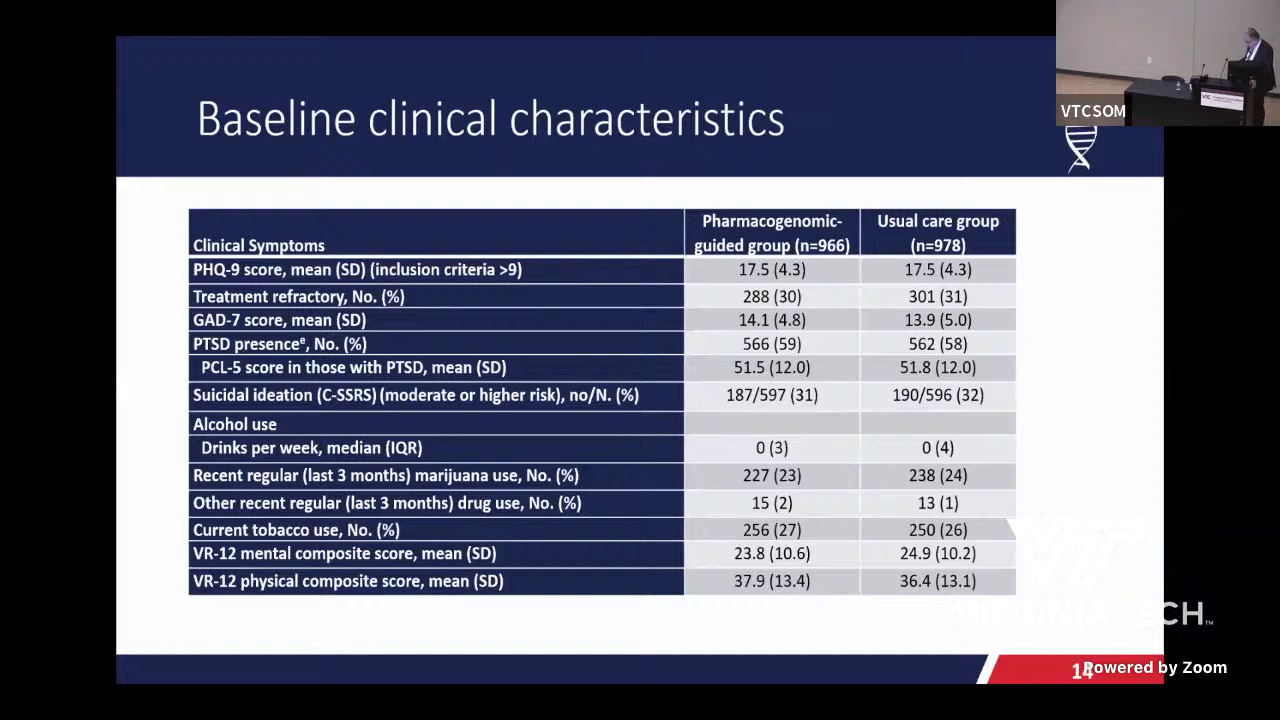 Baseline clinical characteristics
VTCSOM
Clinical Symptoms
Pharmacogenomic-
guided group (n=966)
Usual care group
(n=978)
PHQ-9 score, mean (SD) (inclusion criteria >9) 17.5 (4.3) 17.5 (4.3)
Treatment refractory, No. (%) 288 (30) 301 (31)
GAD-7 score, mean (SD) 14.1 (4.8) 13.9 (5.0)
PTSD presenceᵉ, No. (%) 566 (59) 562 (58)
PCL-5 score in those with PTSD, mean (SD) 51.5 (12.0) 51.8 (12.0)
Suicidal ideation (C-SSRS) (moderate or higher risk), no/N. (%) 187/597 (31) 190/596 (32)
Alcohol use
Drinks per week, median (IQR) 0 (3) 0 (4)
Recent regular (last 3 months) marijuana use, No. (%) 227 (23) 238 (24)
Other recent regular (last 3 months) drug use, No. (%) 15 (2) 13 (1)
Current tobacco use, No. (%) 256 (27) 250 (26)
VR-12 mental composite score, mean (SD) 23.8 (10.6) 24.9 (10.2)
VR-12 physical composite score, mean (SD) 37.9 (13.4) 36.4 (13.1)
VIRGINIA TECH™
14
Powered by Zoom